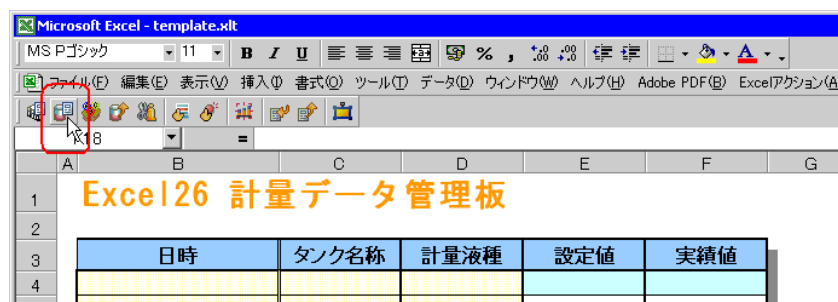 Microsoft Excel - template.xlt
MS Pゴシック 11 B I U % ,
ファイル(F) 編集(E) 表示(V) 挿入(I) 書式(O) ツール(T) データ(D) ウィンドウ(W) ヘルプ(H) Adobe PDF(B) Excelアクション(A
K18 =
A B C D E F G
1 Excel26 計量データ管理板
2
3 日時 タンク名称 計量液種 設定値 実績値
4